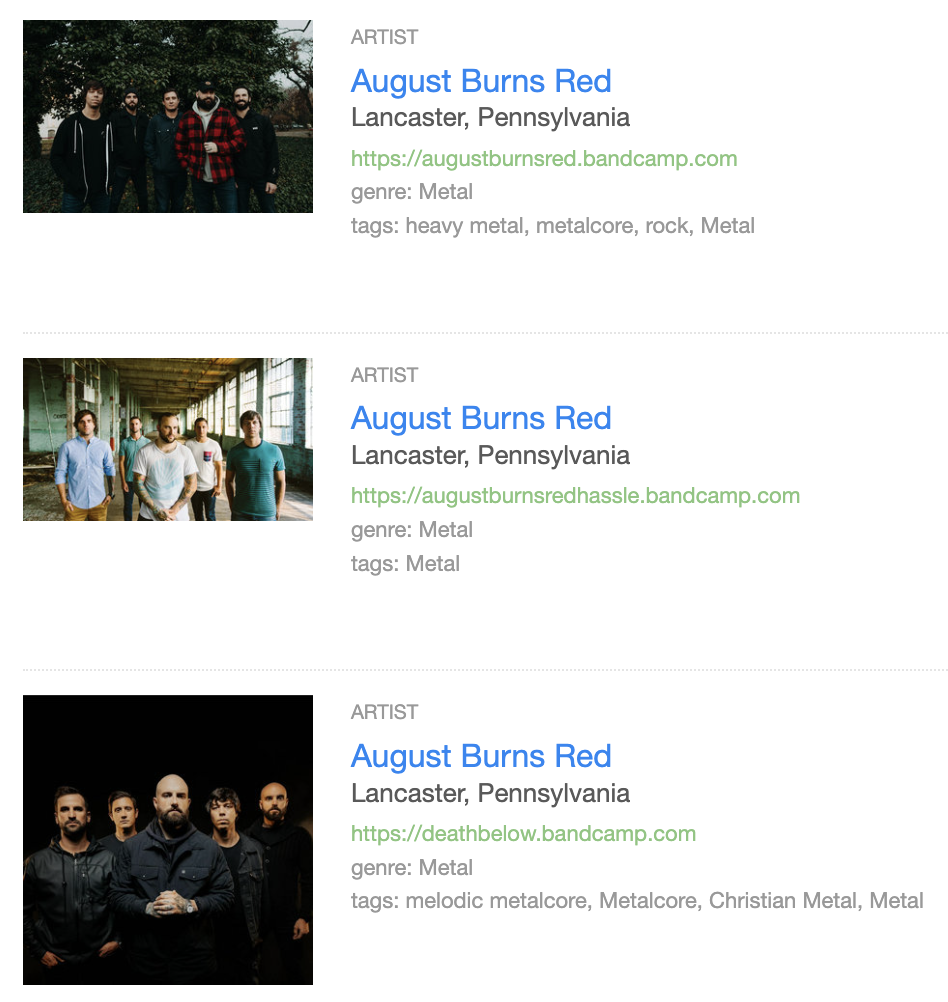 ARTIST
August Burns Red
Lancaster, Pennsylvania
https://augustburnsred.bandcamp.com
genre: Metal
tags: heavy metal, metalcore, rock, Metal
ARTIST
August Burns Red
Lancaster, Pennsylvania
https://augustburnsredhassle.bandcamp.com
genre: Metal
tags: Metal
ARTIST
August Burns Red
Lancaster, Pennsylvania
https://deathbelow.bandcamp.com
genre: Metal
tags: melodic metalcore, Metalcore, Christian Metal, Metal